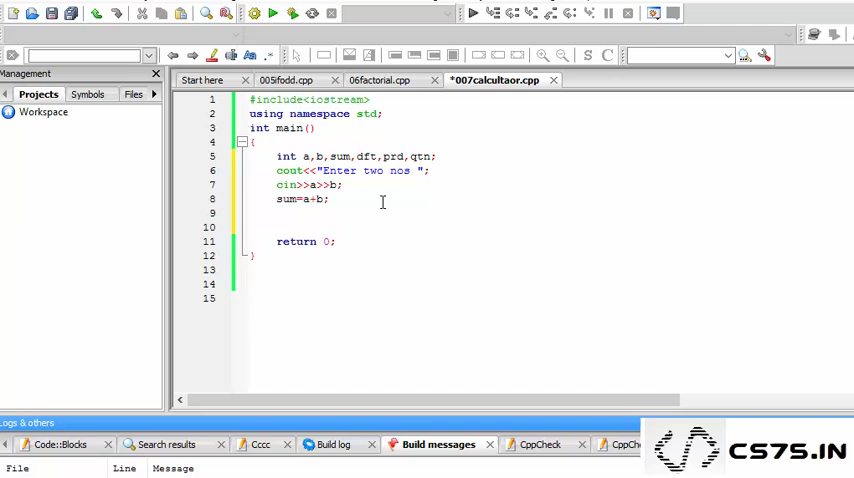 Management
Projects Symbols Files
Workspace
Start here 005ifodd.cpp 06factorial.cpp *007calcultaor.cpp
1 #include<iostream>
2 using namespace std;
3 int main()
4 {
5 int a,b,sum,dft,prd,qtn;
6 cout<<"Enter two nos ";
7 cin>>a>>b;
8 sum=a+b;
9
10
11 return 0;
12 }
13
14
15
Logs & others
Code::Blocks Search results Cccc Build log Build messages CppCheck CppChe
File Line Message
CS75.IN